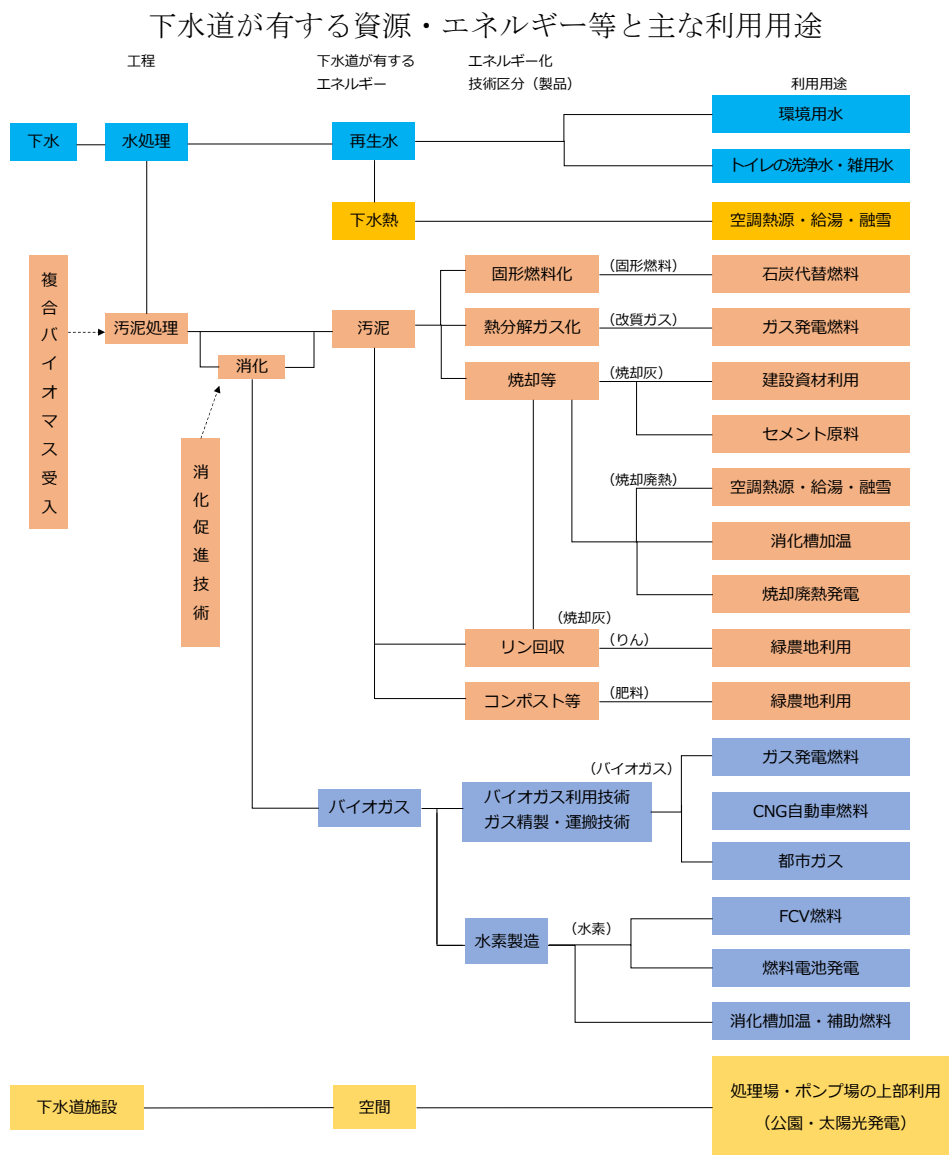 下水道が有する資源・エネルギー等と主な利用用途
工程
下水道が有する
エネルギー
エネルギー化
技術区分（製品）
利用用途
下水
水処理
再生水
環境用水
トイレの洗浄水・雑用水
下水熱
空調熱源・給湯・融雪
複合バイオマス受入
汚泥処理
消化
消化促進技術
汚泥
固形燃料化
（固形燃料）
石炭代替燃料
熱分解ガス化
（改質ガス）
ガス発電燃料
焼却等
（焼却灰）
建設資材利用
セメント原料
（焼却廃熱）
空調熱源・給湯・融雪
消化槽加温
焼却廃熱発電
（焼却灰）
リン回収
（りん）
緑農地利用
コンポスト等
（肥料）
緑農地利用
バイオガス
バイオガス利用技術
ガス精製・運搬技術
（バイオガス）
ガス発電燃料
CNG自動車燃料
都市ガス
水素製造
（水素）
FCV燃料
燃料電池発電
消化槽加温・補助燃料
下水道施設
空間
処理場・ポンプ場の上部利用
（公園・太陽光発電）